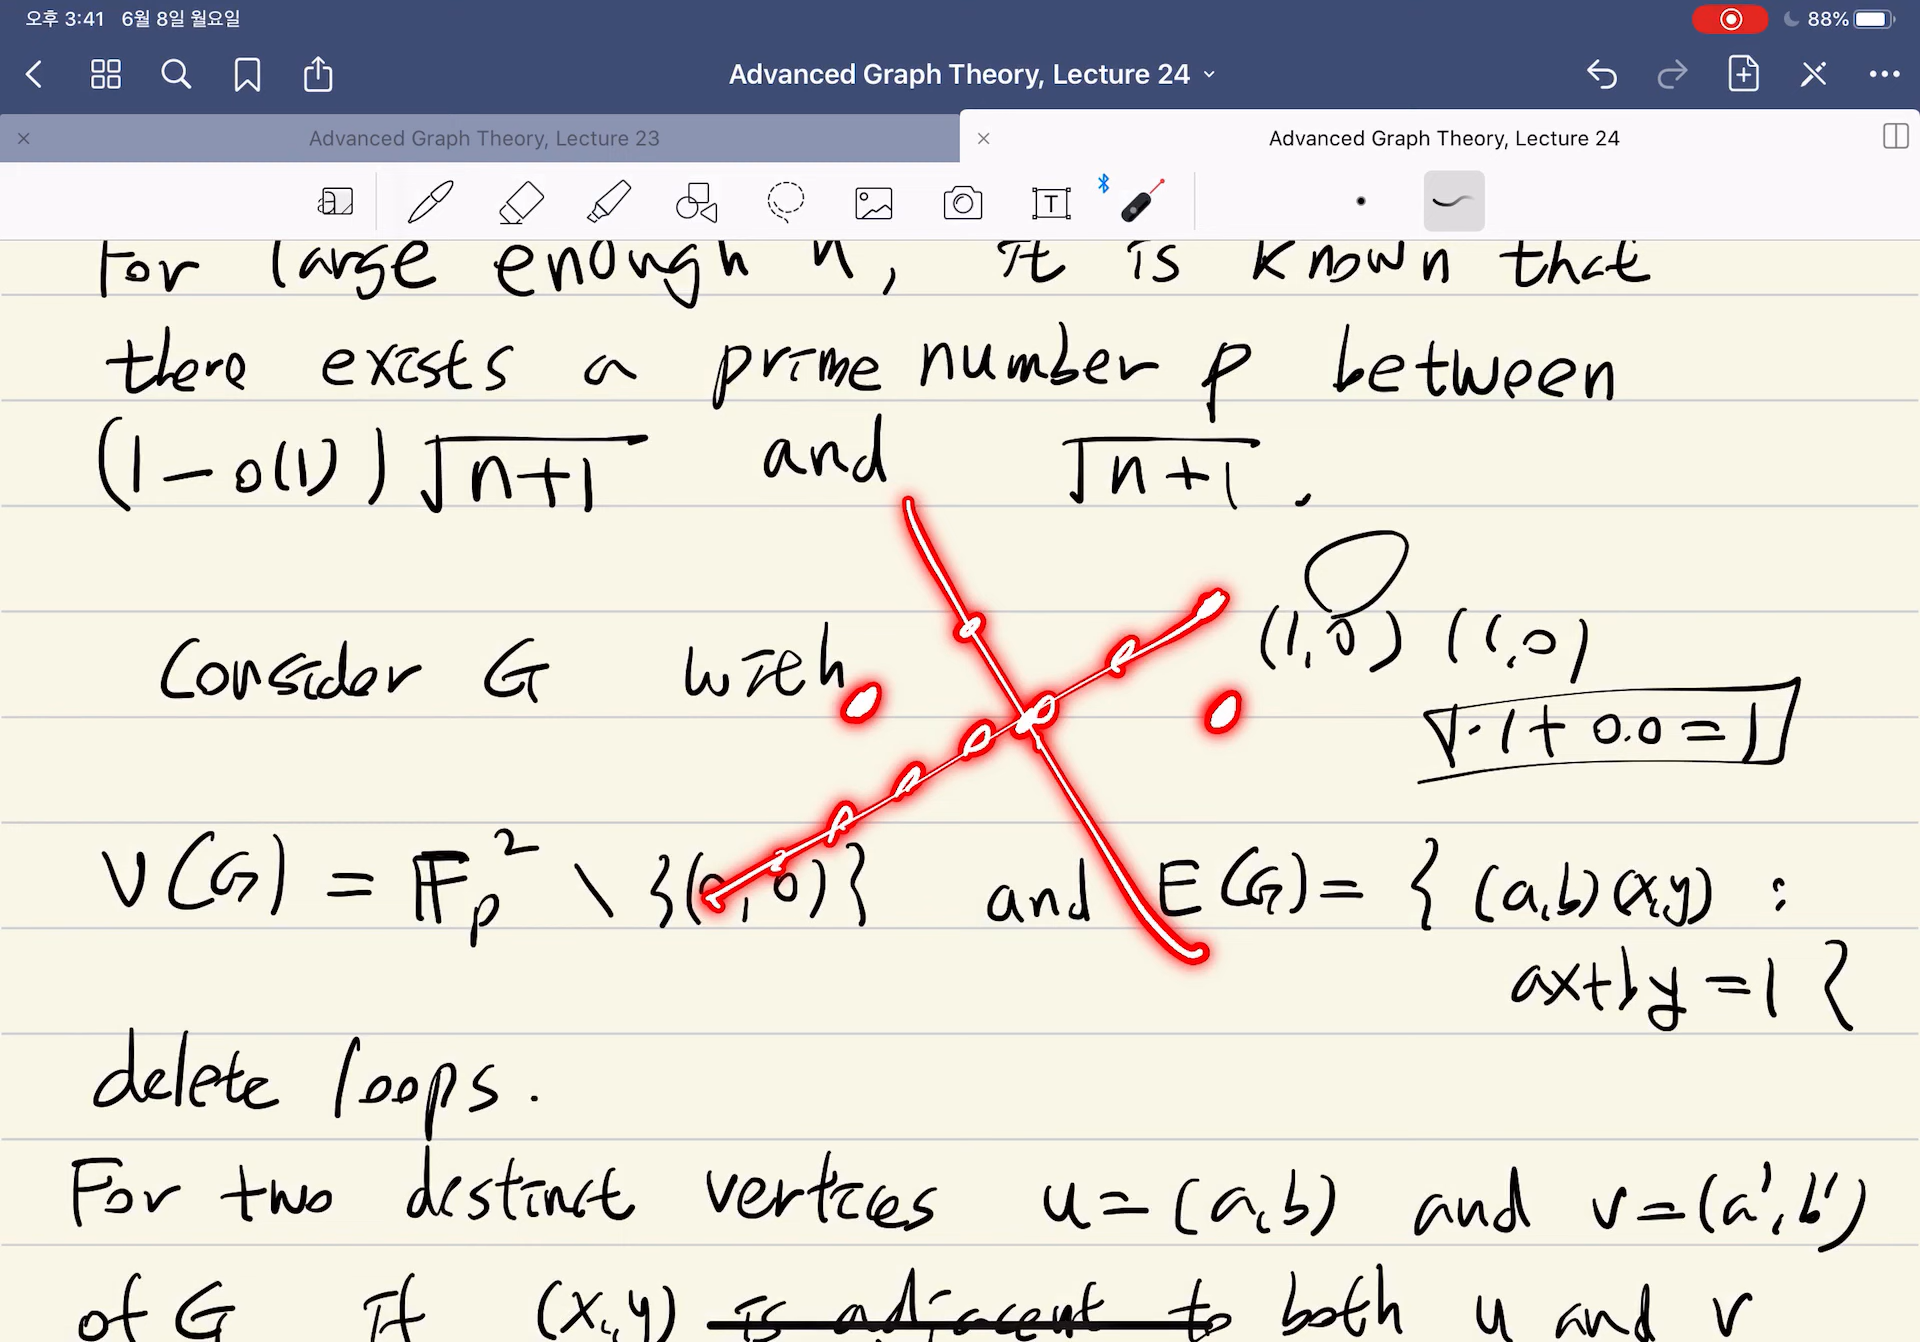 오후 3:41 6월 8일 월요일
88%
Advanced Graph Theory, Lecture 24
Advanced Graph Theory, Lecture 23
Advanced Graph Theory, Lecture 24
For large enough n, it is known that
there exists a prime number p between
(1-o(1))√n+1 and √n+1.
Consider G with
(1,0) (1,0)
1·1+0.0=1
V(G) = 𝔽p² \ {(0,0)} and E(G) = { (a,b)(x,y) :
ax+by=1 }
delete loops.
For two distinct vertices u=(a,b) and v=(a',b')
of G if (x,y) is adjacent to both u and v